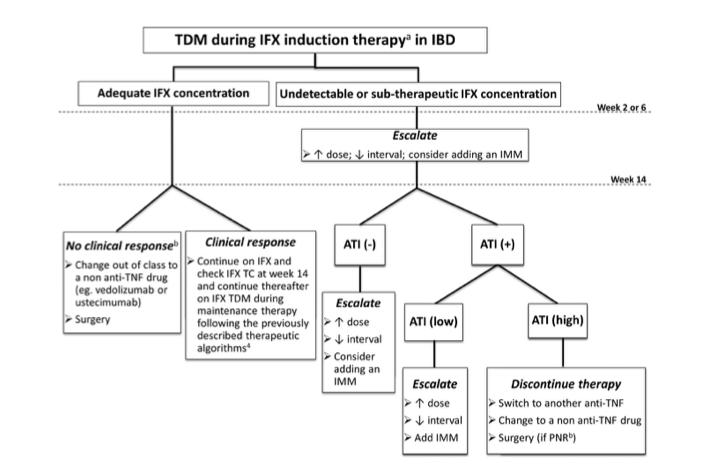 TDM during IFX induction therapyᵃ in IBD
Adequate IFX concentration
Undetectable or sub-therapeutic IFX concentration
Week 2 or 6
Escalate
➢ ↑ dose; ↓ interval; consider adding an IMM
Week 14
No clinical responseᵇ
➢ Change out of class to
a non anti-TNF drug
(eg. vedolizumab or
ustecimumab)
➢ Surgery
Clinical response
➢ Continue on IFX and
check IFX TC at week 14
and continue thereafter
on IFX TDM during
maintenance therapy
following the previously
described therapeutic
algorithms⁴
ATI (-)
Escalate
➢ ↑ dose
➢ ↓ interval
➢ Consider
adding an
IMM
ATI (+)
ATI (low)
Escalate
➢ ↑ dose
➢ ↓ interval
➢ Add IMM
ATI (high)
Discontinue therapy
➢ Switch to another anti-TNF
➢ Change to a non anti-TNF drug
➢ Surgery (if PNRᵇ)